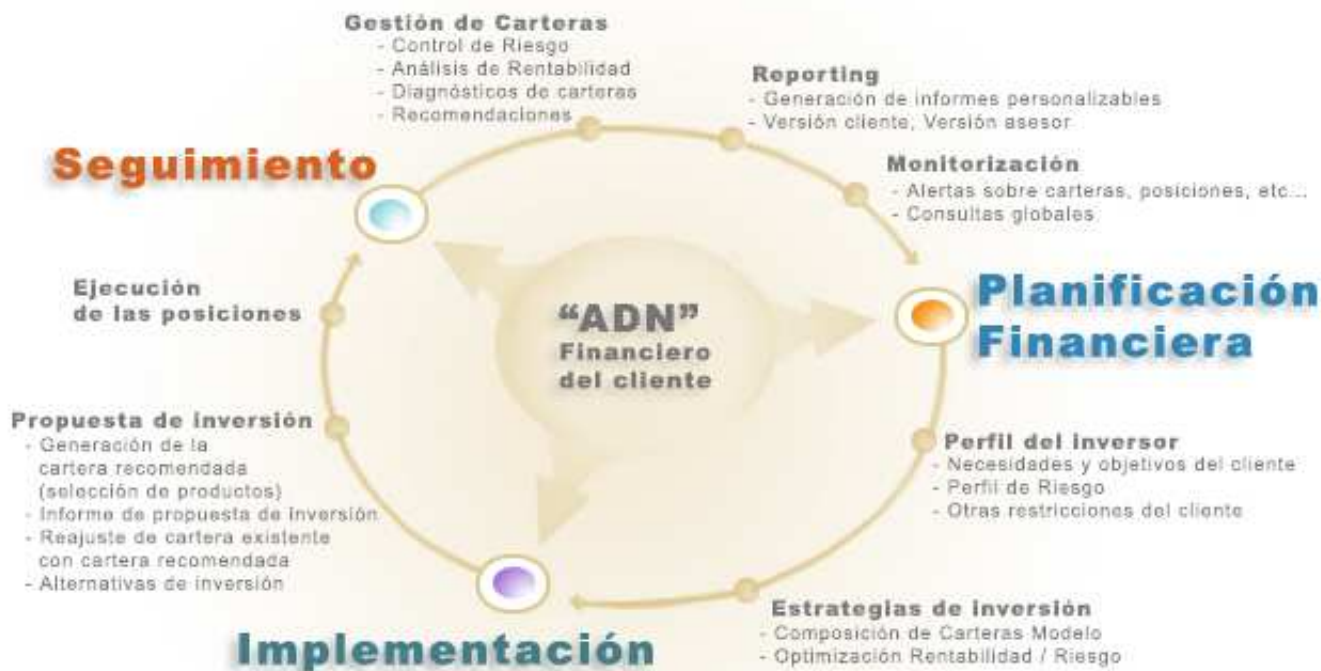 Gestión de Carteras
- Control de Riesgo
- Análisis de Rentabilidad
- Diagnósticos de carteras
- Recomendaciones
Reporting
- Generación de informes personalizables
- Versión cliente, Versión asesor
Monitorización
- Alertas sobre carteras, posiciones, etc...
- Consultas globales
Seguimiento
Planificación
Financiera
Ejecución
de las posiciones
“ADN”
Financiero
del cliente
Propuesta de inversión
- Generación de la
cartera recomendada
(selección de productos)
- Informe de propuesta de inversión
- Reajuste de cartera existente
con cartera recomendada
- Alternativas de inversión
Perfil del inversor
- Necesidades y objetivos del cliente
- Perfil de Riesgo
- Otras restricciones del cliente
Estrategias de inversión
- Composición de Carteras Modelo
- Optimización Rentabilidad / Riesgo
Implementación